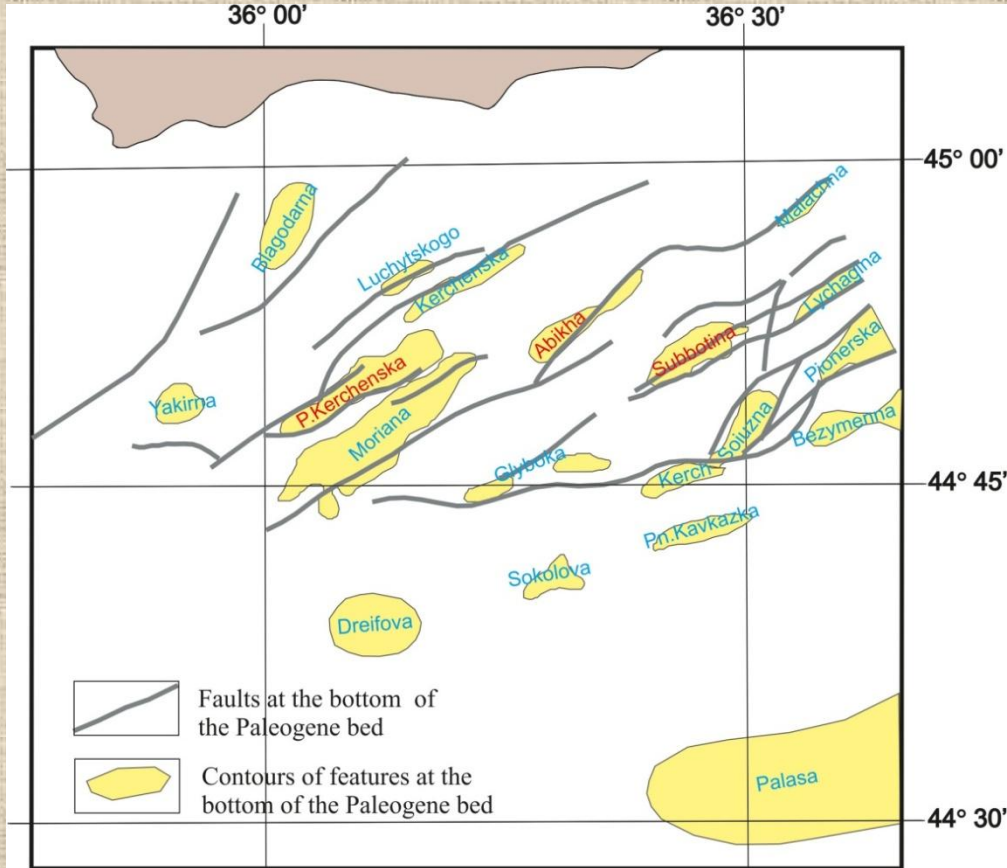 36° 00’
36° 30’
45° 00’
Malachna
Blagodarna
Luchytskogo
Kerchenska
Lychagina
Abikha
Subbotina
Pionerska
P.Kerchenska
Yakirna
Moriana
Soiuzna
Bezymenna
Glyboka
Kerch
44° 45’
Pn.Kavkazka
Sokolova
Dreifova
Faults at the bottom of
the Paleogene bed
Contours of features at the
bottom of the Paleogene bed
Palasa
44° 30’